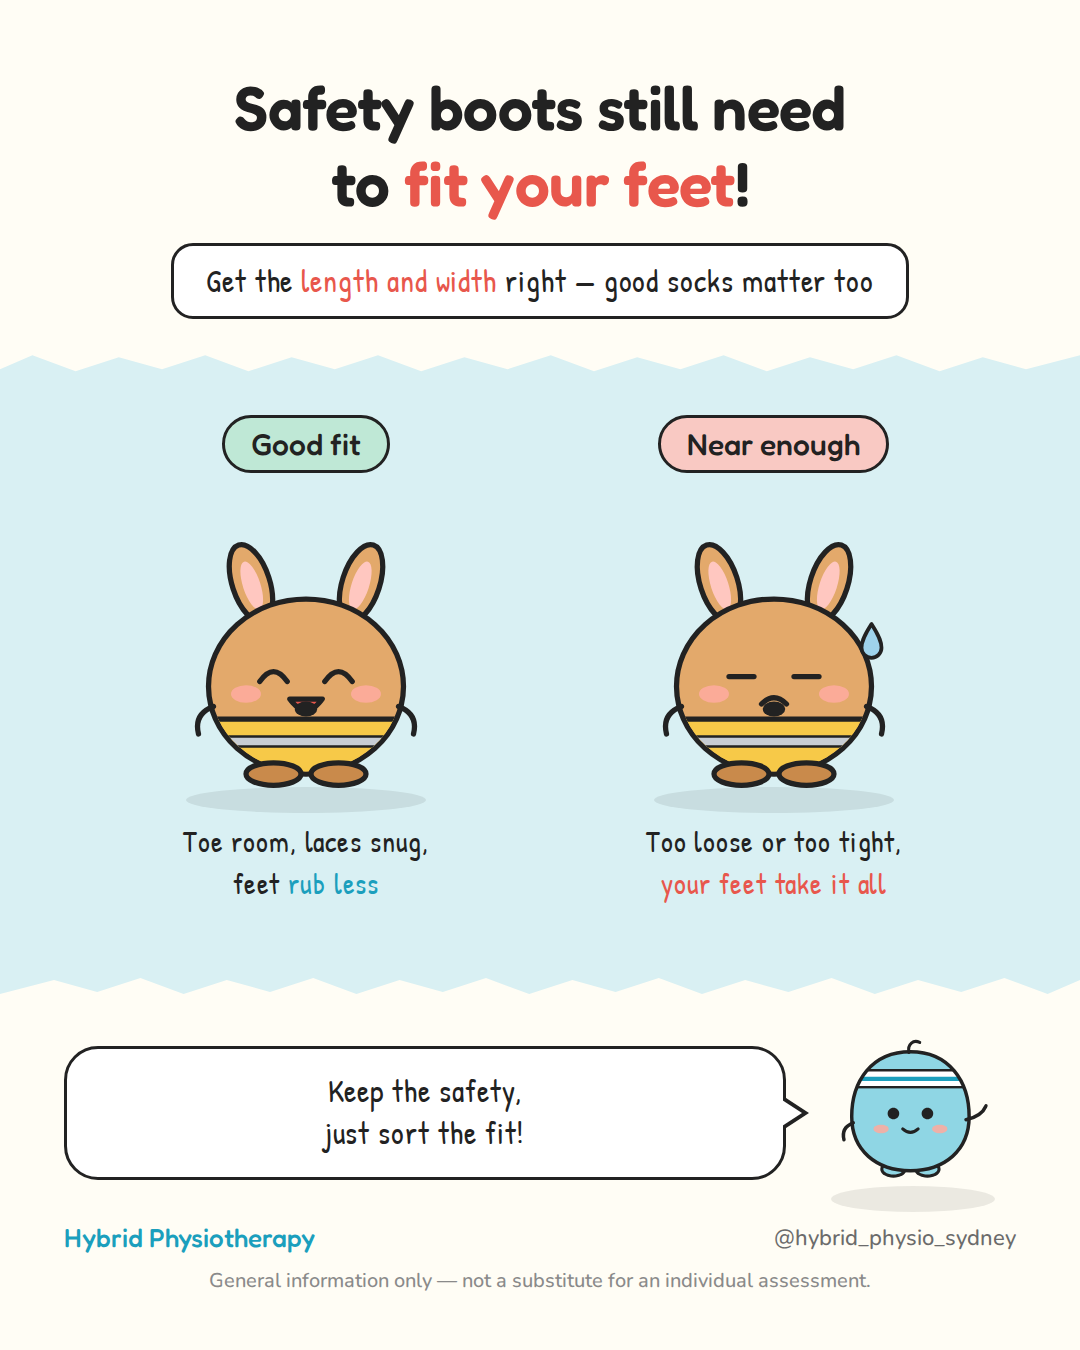 Safety boots still need
to fit your feet!
Get the length and width right – good socks matter too
Good fit
Near enough
Toe room, laces snug,
feet rub less
Too loose or too tight,
your feet take it all
Keep the safety,
just sort the fit!
Hybrid Physiotherapy
@hybrid_physio_sydney
General information only — not a substitute for an individual assessment.